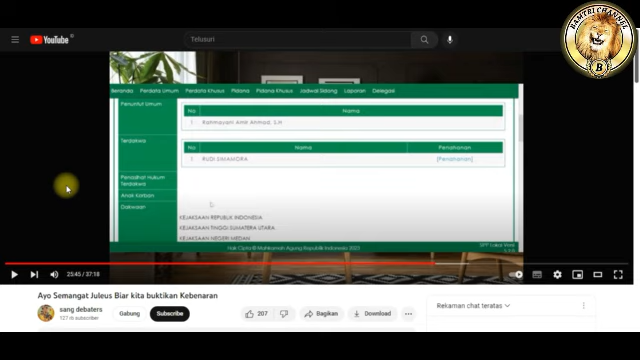 BAMTRI CHANNEL
B
YouTube
ID
Telusuri
Beranda Perdata Umum Perdata Khusus Pidana Pidana Khusus Jadwal Sidang Laporan Delegasi
Penuntut Umum
No Nama
1 Rahmayani Amir Ahmad, S.H
Terdakwa
No Nama Penahanan
1 RUDI SIMAMORA [Penahanan]
Penasihat Hukum
Terdakwa
Anak Korban
Dakwaan
KEJAKSAAN REPUBLIK INDONESIA
KEJAKSAAN TINGGI SUMATERA UTARA
KEJAKSAAN NEGERI MEDAN
Hak Cipta © Mahkamah Agung Republik Indonesia 2023
25:45 / 37:18
Ayo Semangat Juleus Biar kita buktikan Kebenaran
sang debaters
127 rb subscriber
Gabung
Subscribe
207
Bagikan
Download
Rekaman chat teratas